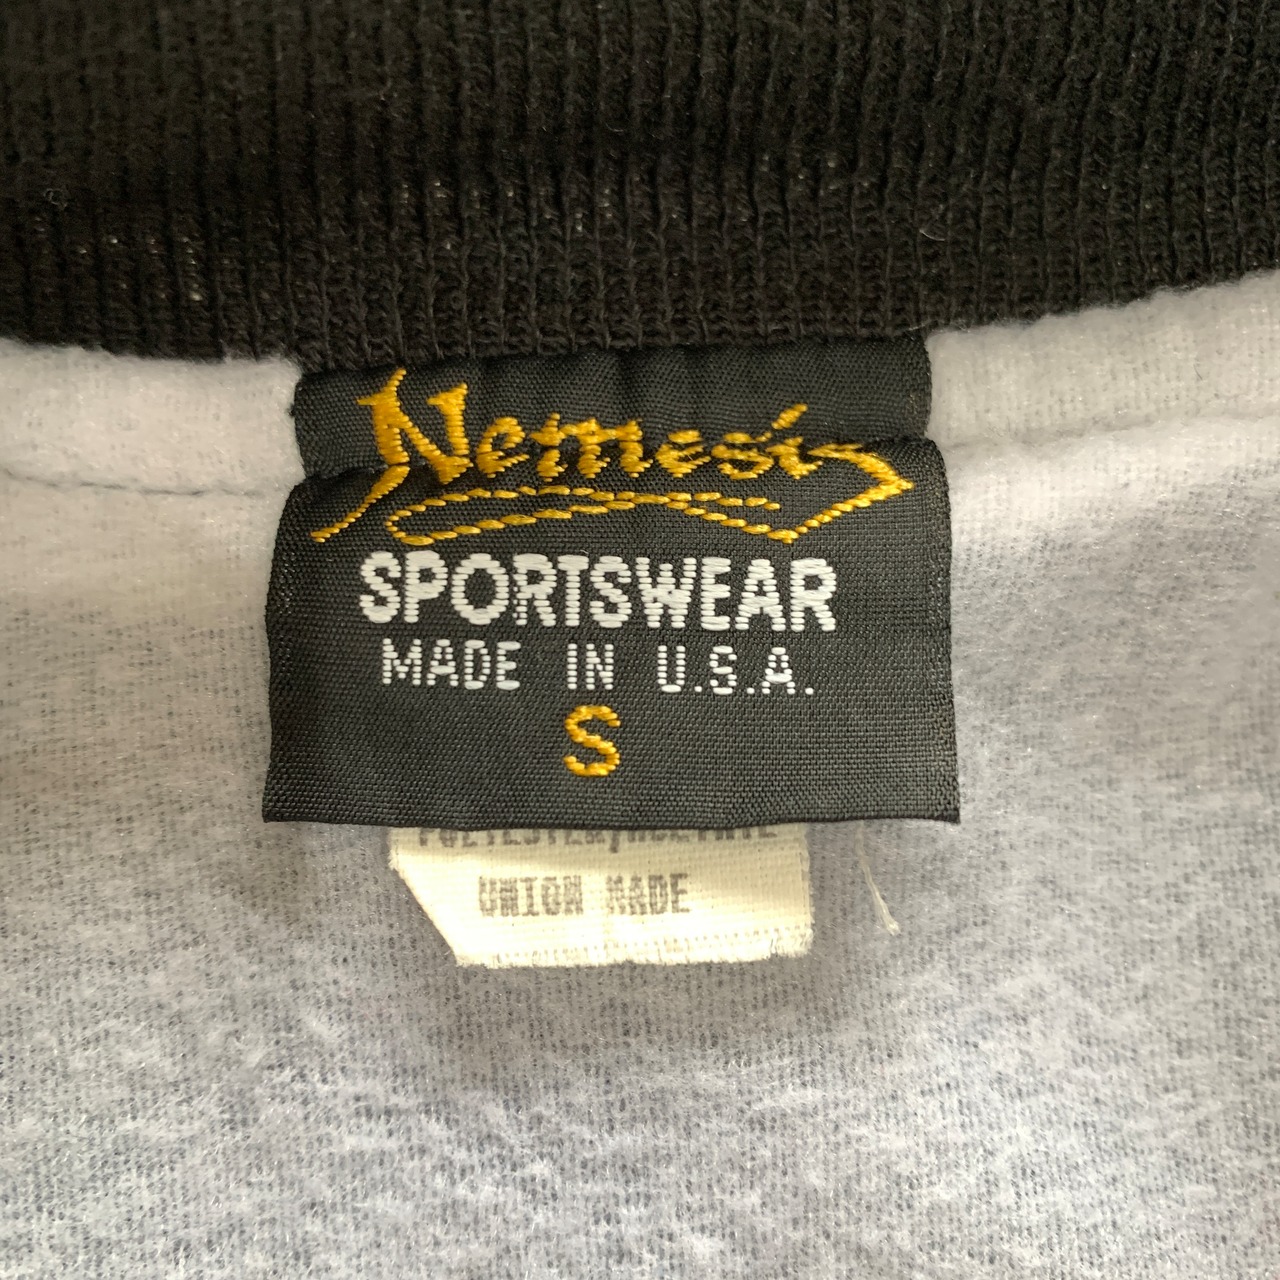 Nemesis
SPORTSWEAR
MADE IN U.S.A.
S
UNION MADE